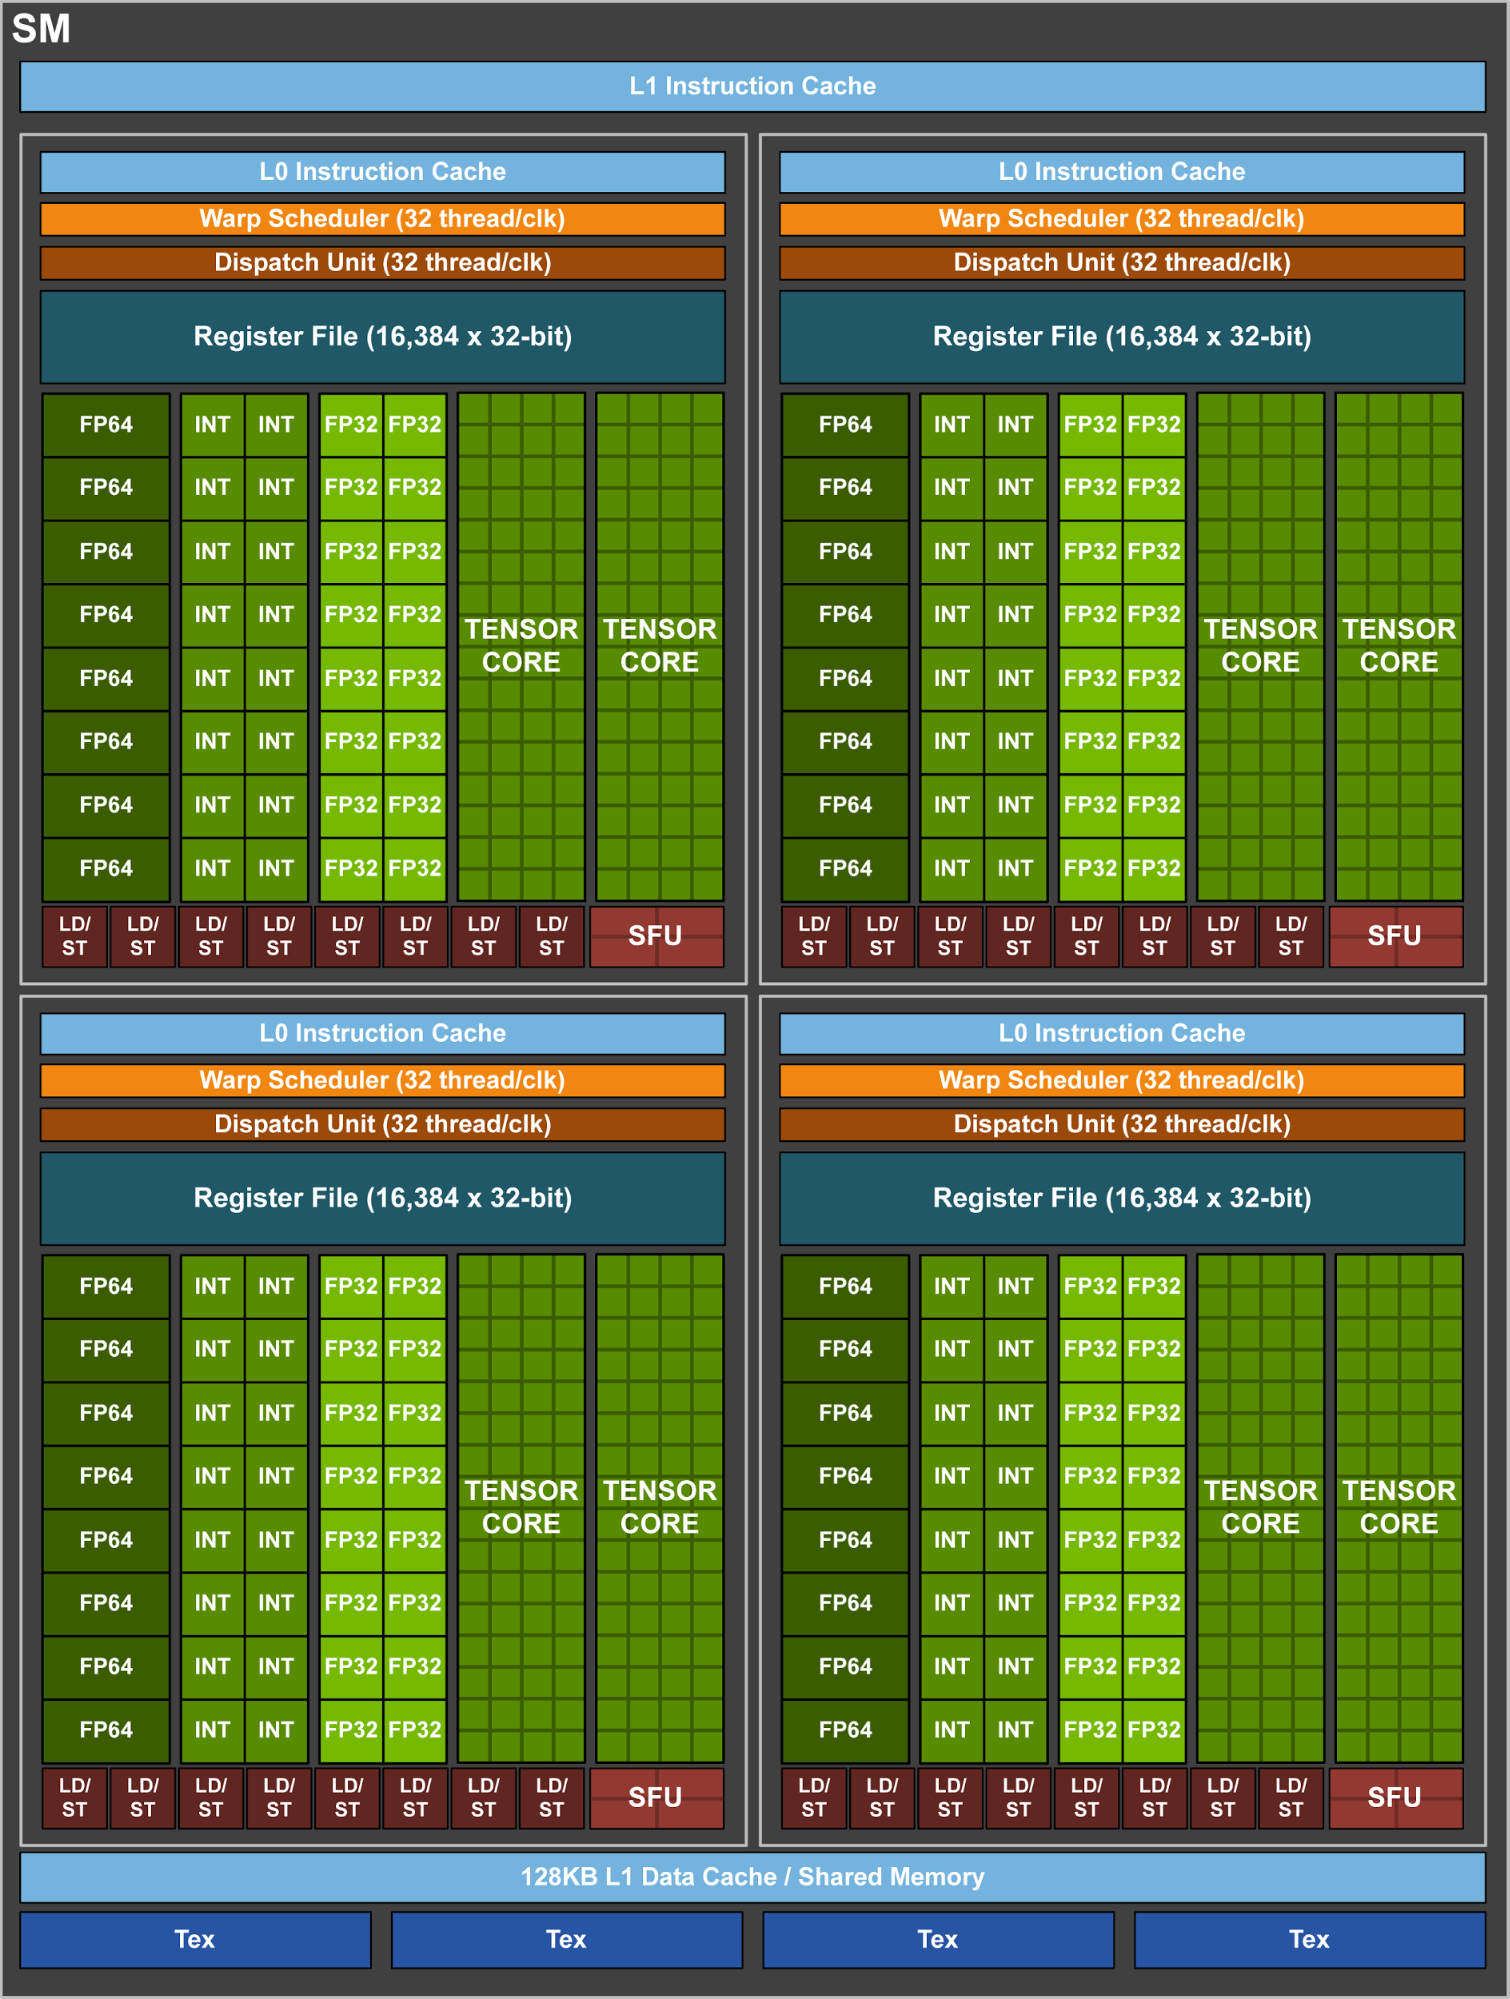 SM
L1 Instruction Cache
L0 Instruction Cache
Warp Scheduler (32 thread/clk)
Dispatch Unit (32 thread/clk)
Register File (16,384 x 32-bit)
FP64 INT INT FP32 FP32
FP64 INT INT FP32 FP32
FP64 INT INT FP32 FP32
FP64 INT INT FP32 FP32
TENSOR TENSOR
CORE CORE
FP64 INT INT FP32 FP32
FP64 INT INT FP32 FP32
FP64 INT INT FP32 FP32
FP64 INT INT FP32 FP32
LD/ LD/ LD/ LD/ LD/ LD/ LD/ LD/
ST ST ST ST ST ST ST ST
SFU
L0 Instruction Cache
Warp Scheduler (32 thread/clk)
Dispatch Unit (32 thread/clk)
Register File (16,384 x 32-bit)
FP64 INT INT FP32 FP32
FP64 INT INT FP32 FP32
FP64 INT INT FP32 FP32
FP64 INT INT FP32 FP32
TENSOR TENSOR
CORE CORE
FP64 INT INT FP32 FP32
FP64 INT INT FP32 FP32
FP64 INT INT FP32 FP32
FP64 INT INT FP32 FP32
LD/ LD/ LD/ LD/ LD/ LD/ LD/ LD/
ST ST ST ST ST ST ST ST
SFU
L0 Instruction Cache
Warp Scheduler (32 thread/clk)
Dispatch Unit (32 thread/clk)
Register File (16,384 x 32-bit)
FP64 INT INT FP32 FP32
FP64 INT INT FP32 FP32
FP64 INT INT FP32 FP32
FP64 INT INT FP32 FP32
TENSOR TENSOR
CORE CORE
FP64 INT INT FP32 FP32
FP64 INT INT FP32 FP32
FP64 INT INT FP32 FP32
FP64 INT INT FP32 FP32
LD/ LD/ LD/ LD/ LD/ LD/ LD/ LD/
ST ST ST ST ST ST ST ST
SFU
L0 Instruction Cache
Warp Scheduler (32 thread/clk)
Dispatch Unit (32 thread/clk)
Register File (16,384 x 32-bit)
FP64 INT INT FP32 FP32
FP64 INT INT FP32 FP32
FP64 INT INT FP32 FP32
FP64 INT INT FP32 FP32
TENSOR TENSOR
CORE CORE
FP64 INT INT FP32 FP32
FP64 INT INT FP32 FP32
FP64 INT INT FP32 FP32
FP64 INT INT FP32 FP32
LD/ LD/ LD/ LD/ LD/ LD/ LD/ LD/
ST ST ST ST ST ST ST ST
SFU
128KB L1 Data Cache / Shared Memory
Tex Tex Tex Tex